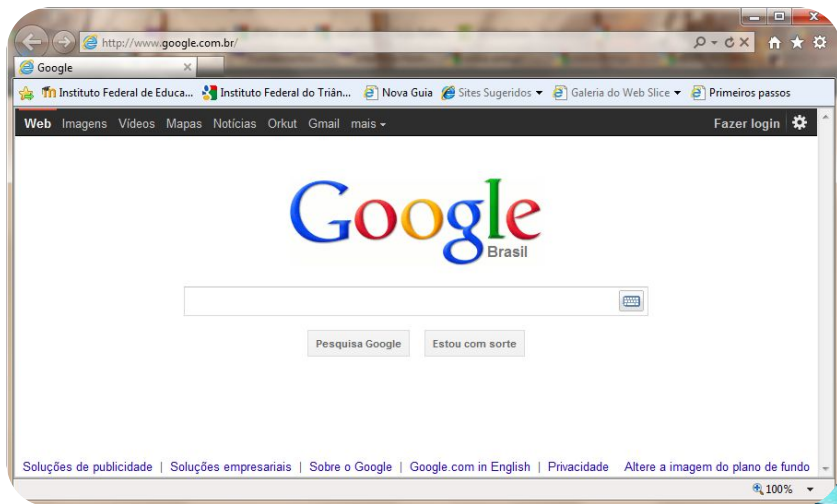 http://www.google.com.br/
Google
Instituto Federal de Educa... Instituto Federal do Triân... Nova Guia Sites Sugeridos Galeria do Web Slice Primeiros passos
Web Imagens Vídeos Mapas Notícias Orkut Gmail mais Fazer login
Google
Brasil
Pesquisa Google Estou com sorte
Soluções de publicidade | Soluções empresariais | Sobre o Google | Google.com in English | Privacidade Altere a imagem do plano de fundo
100%